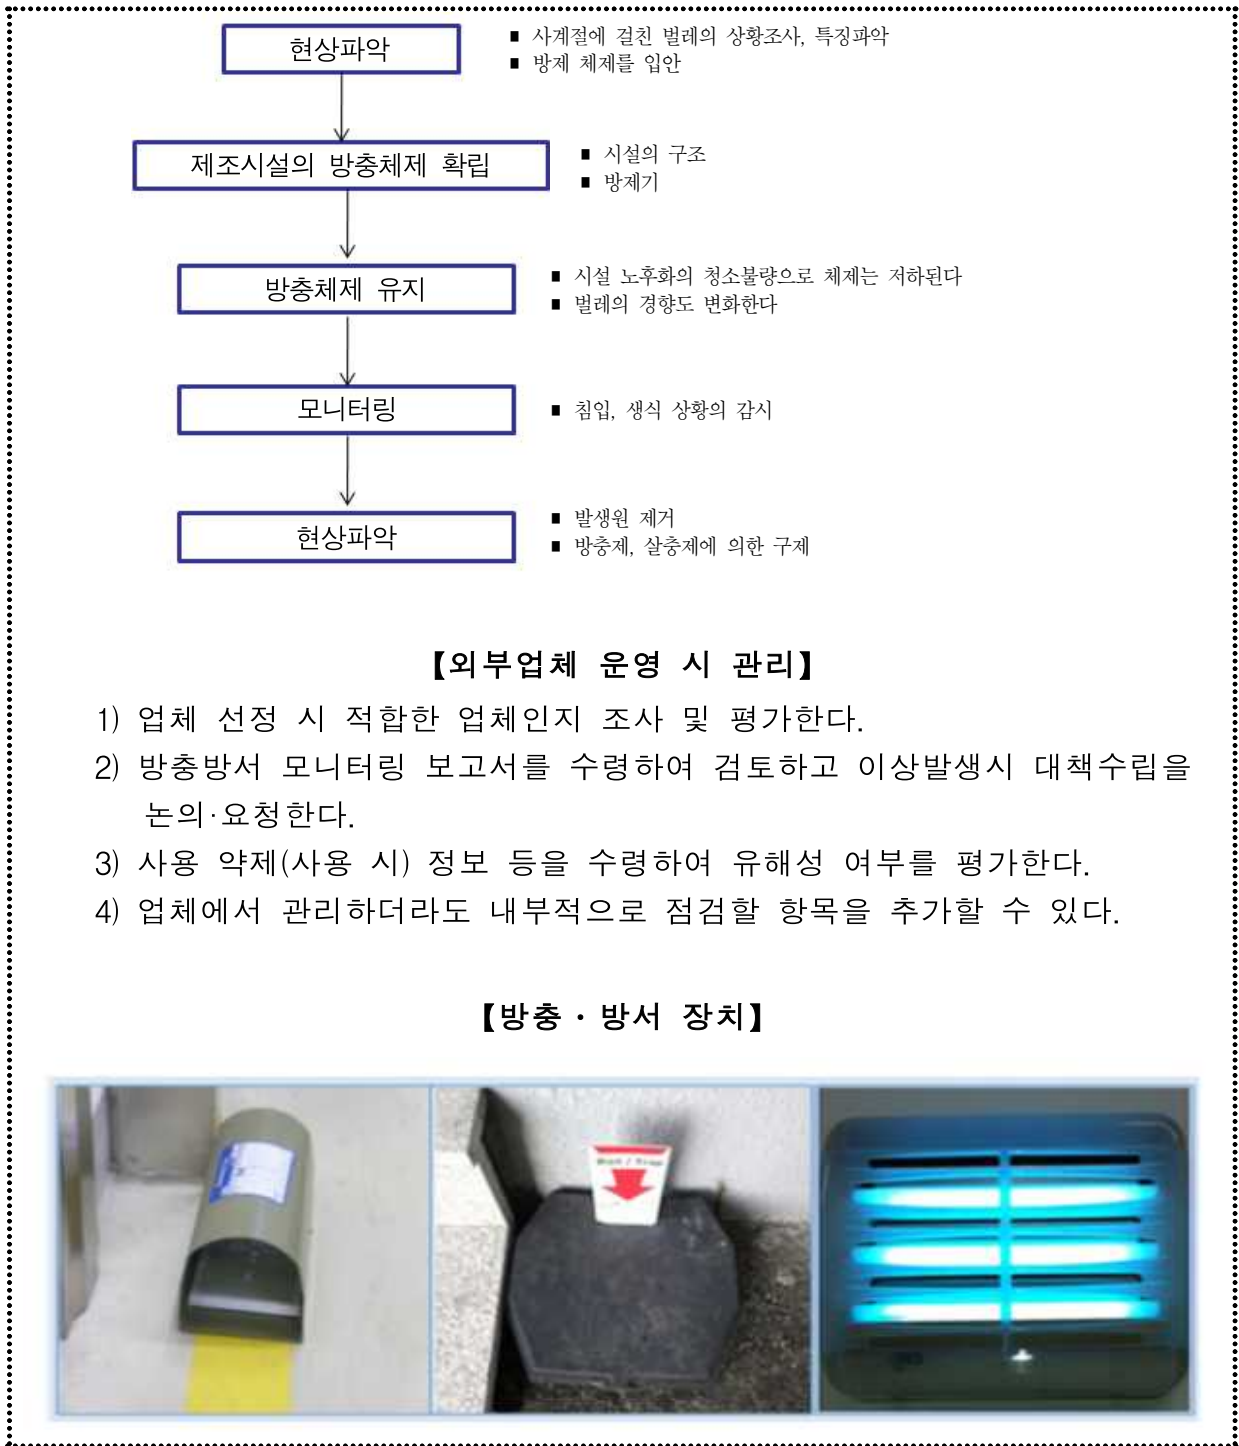 현상파악
■ 사계절에 걸친 벌레의 상황조사, 특징파악
■ 방제 체제를 입안
제조시설의 방충체제 확립
■ 시설의 구조
■ 방제기
방충체제 유지
■ 시설 노후화의 청소불량으로 체제는 저하된다
■ 벌레의 경향도 변화한다
모니터링
■ 침입, 생식 상황의 감시
현상파악
■ 발생원 제거
■ 방충제, 살충제에 의한 구제
【외부업체 운영 시 관리】
1) 업체 선정 시 적합한 업체인지 조사 및 평가한다.
2) 방충방서 모니터링 보고서를 수령하여 검토하고 이상발생시 대책수립을
논의·요청한다.
3) 사용 약제(사용 시) 정보 등을 수령하여 유해성 여부를 평가한다.
4) 업체에서 관리하더라도 내부적으로 점검할 항목을 추가할 수 있다.
【방충·방서 장치】